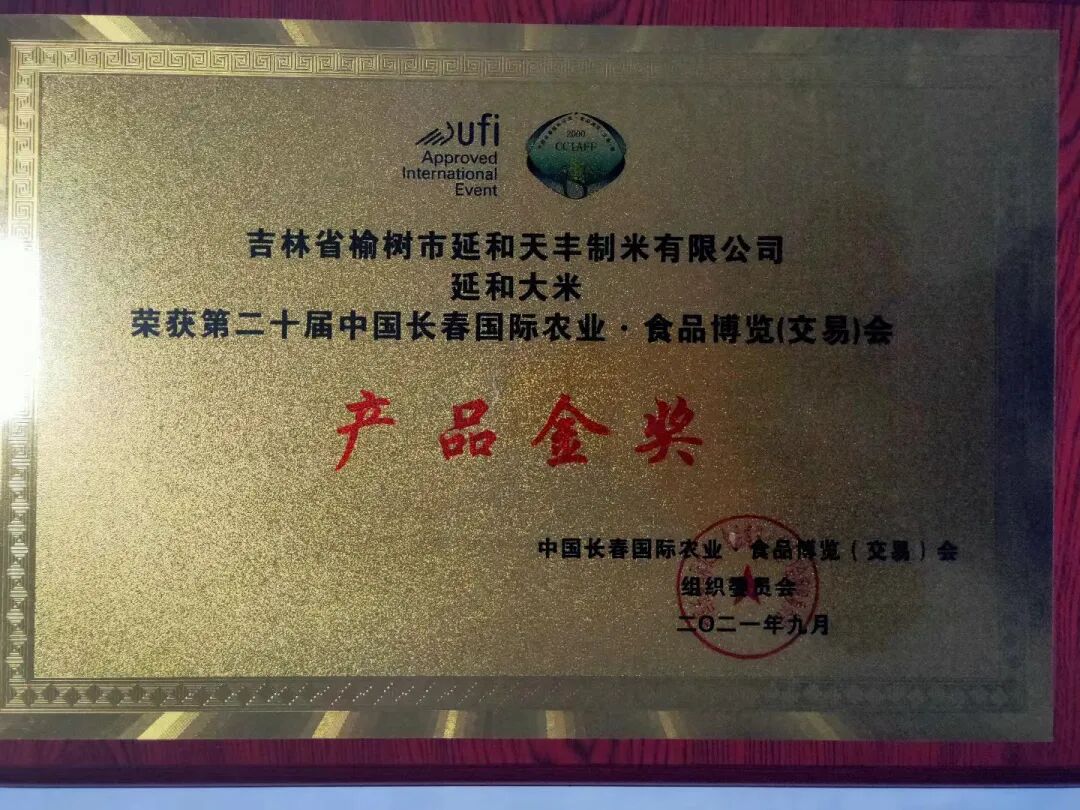 ufi
Approved
International
Event
2000
CCIAFF
吉林省榆树市延和天丰制米有限公司
延和大米
荣获第二十届中国长春国际农业·食品博览(交易)会
产品金奖
中国长春国际农业·食品博览(交易)会
组织委员会
二〇二一年九月